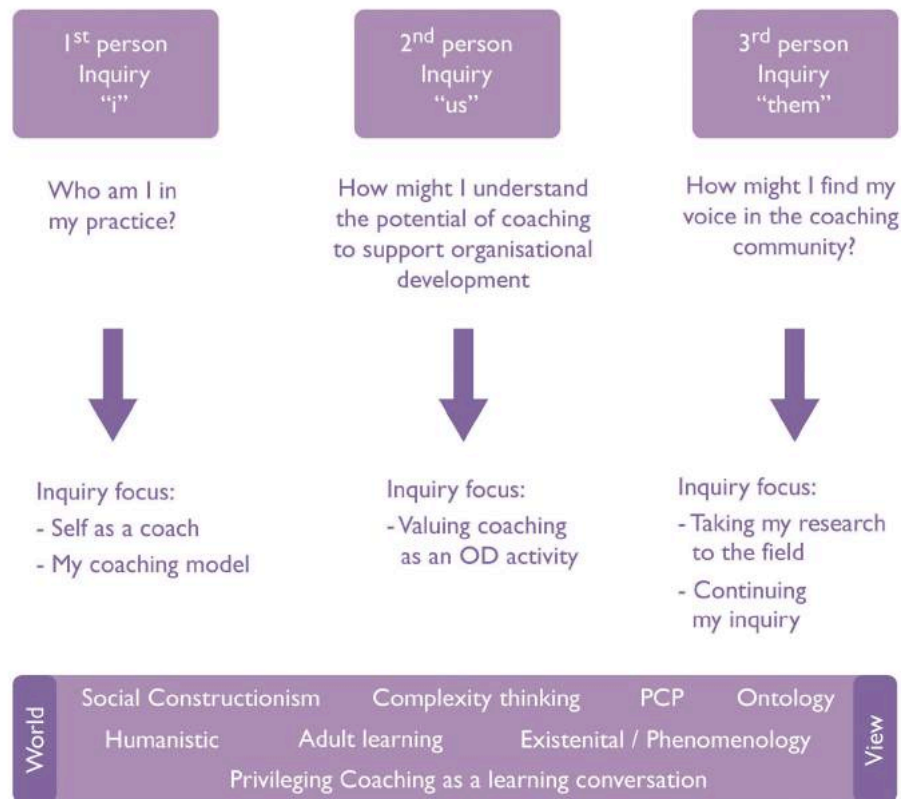 1st person
Inquiry
“i”
2nd person
Inquiry
“us”
3rd person
Inquiry
“them”
Who am I in
my practice?
How might I understand
the potential of coaching
to support organisational
development
How might I find my
voice in the coaching
community?
Inquiry focus:
- Self as a coach
- My coaching model
Inquiry focus:
- Valuing coaching
as an OD activity
Inquiry focus:
- Taking my research
to the field
- Continuing
my inquiry
World
Social Constructionism Complexity thinking PCP Ontology
Humanistic Adult learning Existenital / Phenomenology
Privileging Coaching as a learning conversation
View